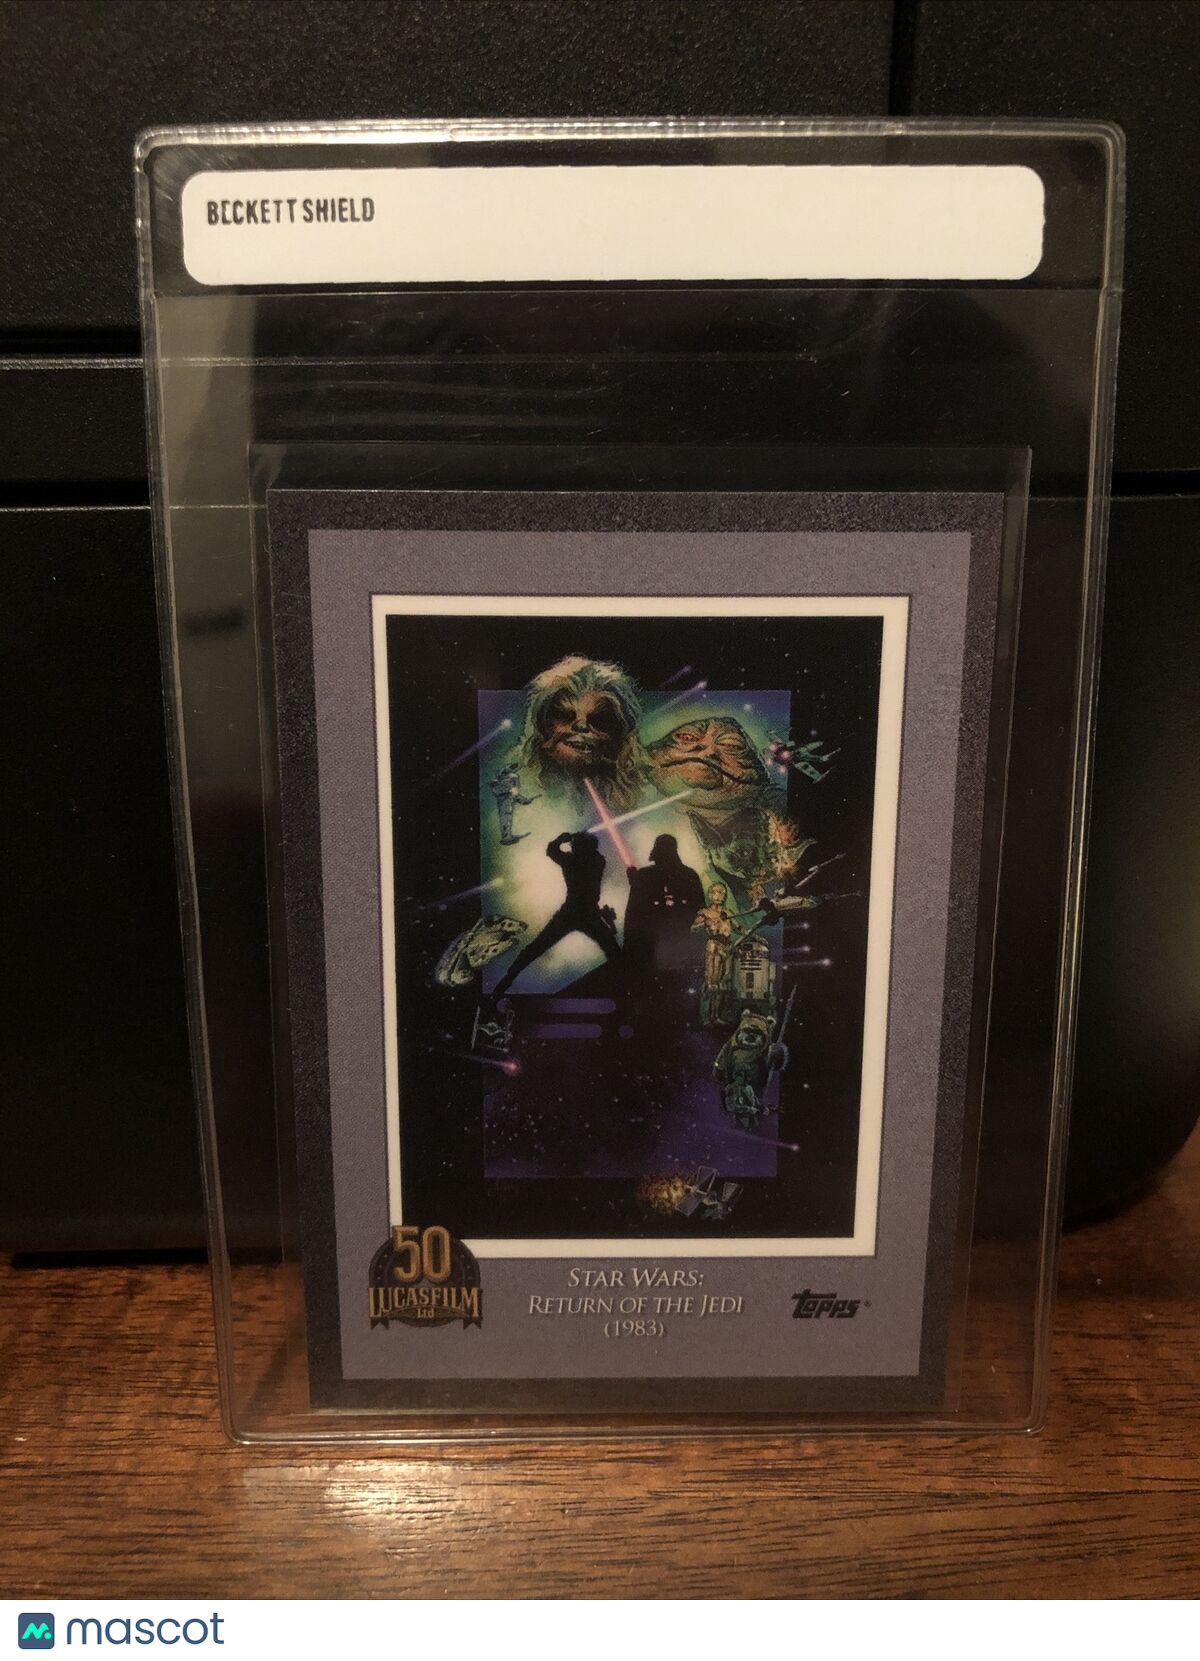 BECKETT SHIELD
50
LUCASFILM
Ltd
STAR WARS:
RETURN OF THE JEDI
(1983)
Topps®
mascot